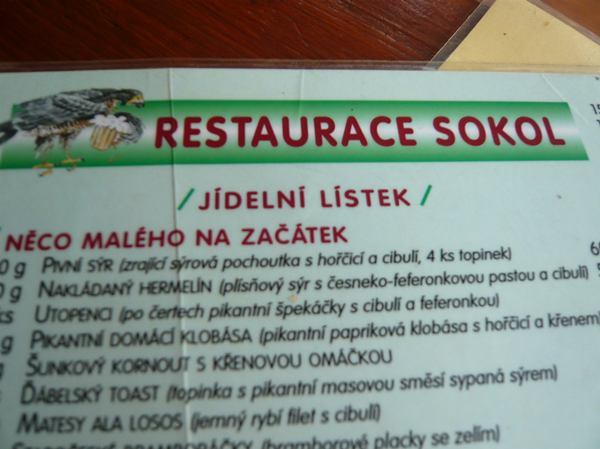 RESTAURACE SOKOL
/ JÍDELNÍ LÍSTEK /
NĚCO MALÉHO NA ZAČÁTEK
0 g PIVNÍ SÝR (zrající sýrová pochoutka s hořčicí a cibulí, 4 ks topinek)
0 g NAKLÁDANÝ HERMELÍN (plísňový sýr s česneko-feferonkovou pastou a cibulí)
ks UTOPENCI (po čertech pikantní špekáčky s cibulí a feferonkou)
g PIKANTNÍ DOMÁCÍ KLOBÁSA (pikantní papriková klobása s hořčicí a křenem)
g ŠUNKOVÝ KORNOUT S KŘENOVOU OMÁČKOU
ĎÁBELSKÝ TOAST (topinka s pikantní masovou směsí sypaná sýrem)
MATESY ALA LOSOS (jemný rybí filet s cibulí)
(bramborové placky se zelím)